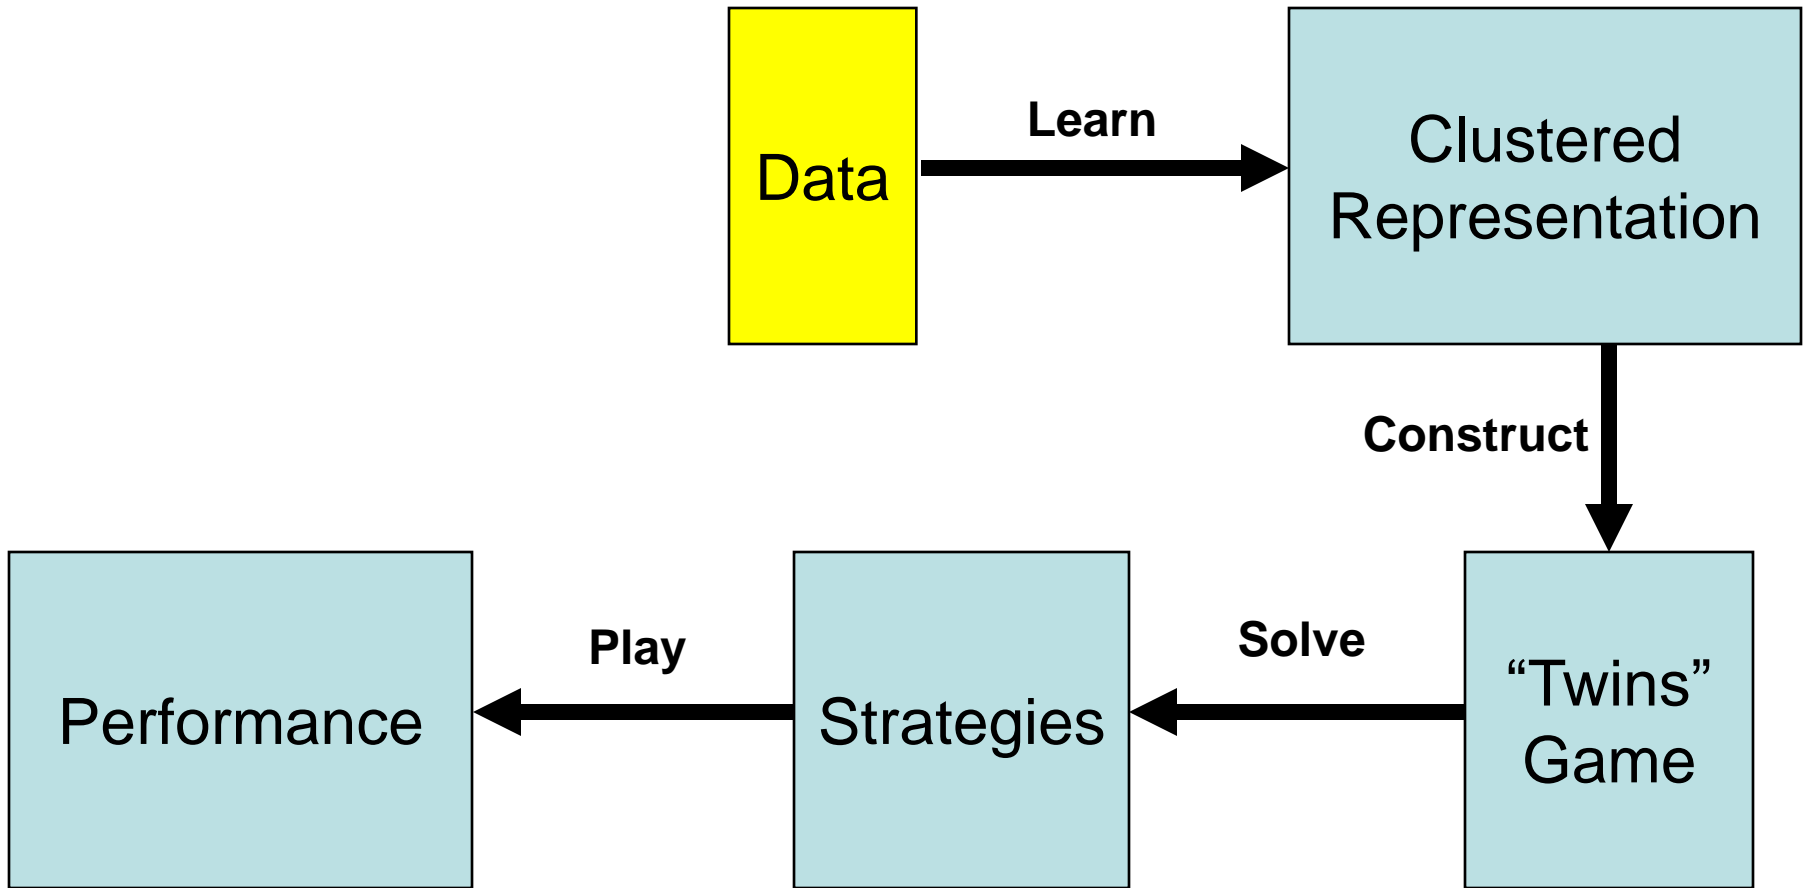 Data
Learn
Clustered
Representation
Construct
“Twins”
Game
Solve
Strategies
Play
Performance